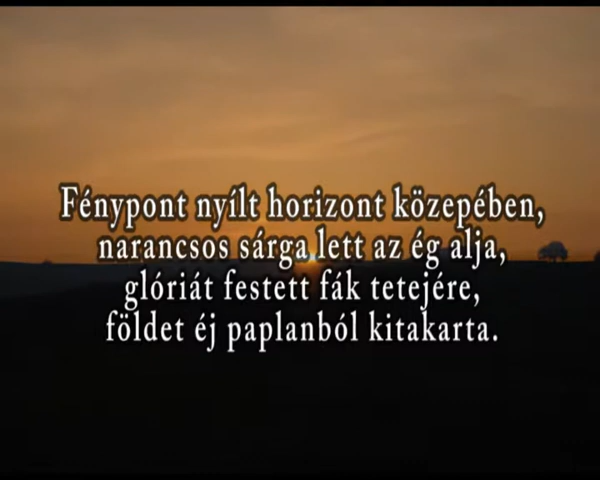 Fénypont nyílt horizont közepében,
narancsos sárga lett az ég alja,
glóriát festett fák tetejére,
földet éj paplanból kitakarta.